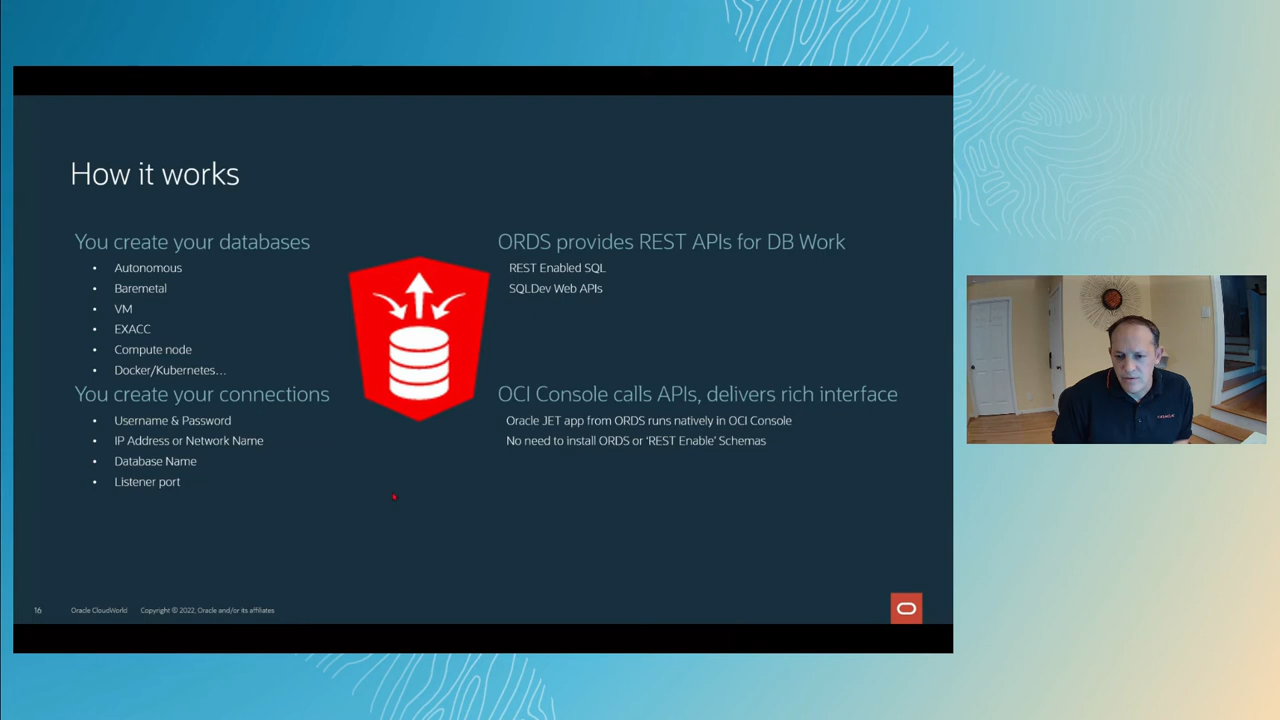 How it works
You create your databases
• Autonomous
• Baremetal
• VM
• EXACC
• Compute node
• Docker/Kubernetes...
You create your connections
• Username & Password
• IP Address or Network Name
• Database Name
• Listener port
ORDS provides REST APIs for DB Work
REST Enabled SQL
SQLDev Web APIs
OCI Console calls APIs, delivers rich interface
Oracle JET app from ORDS runs natively in OCI Console
No need to install ORDS or 'REST Enable' Schemas
16 Oracle CloudWorld Copyright © 2022, Oracle and/or its affiliates
ORACLE